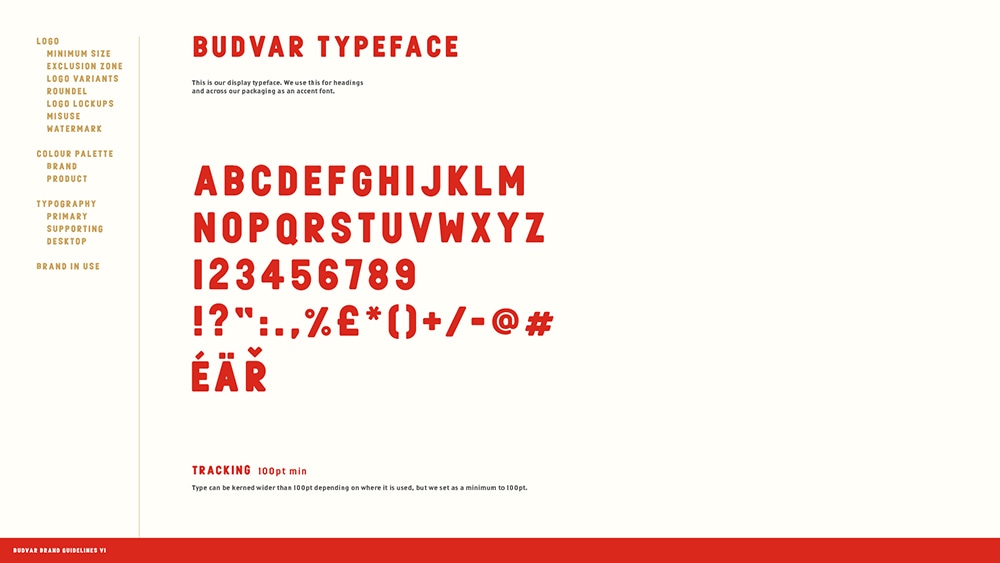 LOGO
MINIMUM SIZE
EXCLUSION ZONE
LOGO VARIANTS
ROUNDEL
LOGO LOCKUPS
MISUSE
WATERMARK
COLOUR PALETTE
BRAND
PRODUCT
TYPOGRAPHY
PRIMARY
SUPPORTING
DESKTOP
BRAND IN USE
BUDVAR TYPEFACE
This is our display typeface. We use this for headings
and across our packaging as an accent font.
ABCDEFGHIJKLM
NOPQRSTUVWXYZ
123456789
!?“:.,%£*()+/-@#
ÉÄŘ
TRACKING 100pt min
Type can be kerned wider than 100pt depending on where it is used, but we set as a minimum to 100pt.
BUDVAR BRAND GUIDELINES V1